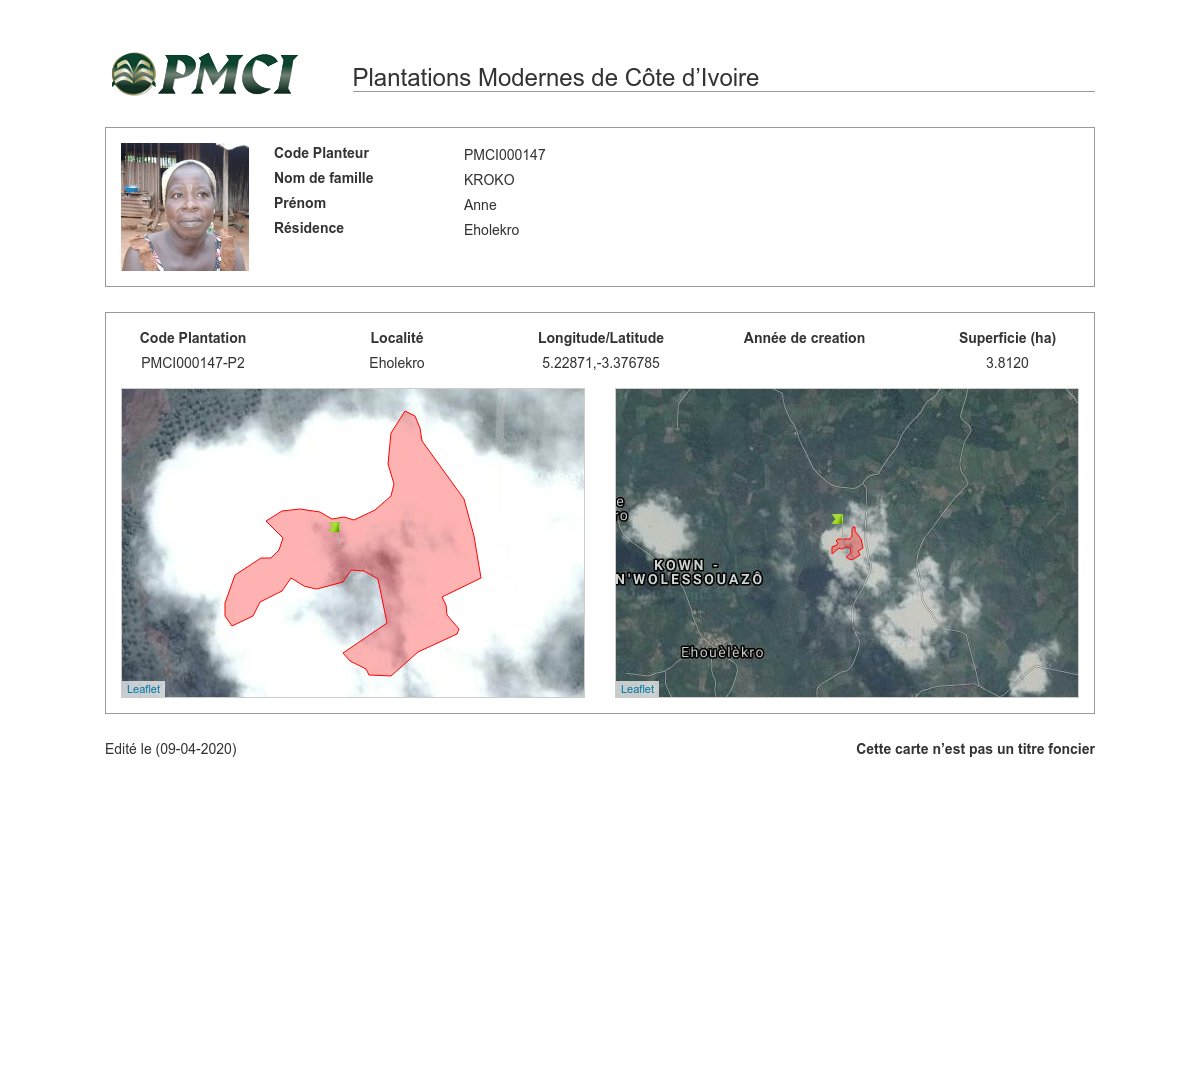 PMCI
Plantations Modernes de Côte d’Ivoire
Code Planteur PMCI000147
Nom de famille KROKO
Prénom Anne
Résidence Eholekro
Code Plantation Localité Longitude/Latitude Année de creation Superficie (ha)
PMCI000147-P2 Eholekro 5.22871,-3.376785 3.8120
Leaflet
e
ro
KOWN -
N'WOLESSOUAZÔ
Ehouèlèkro
Leaflet
Edité le (09-04-2020) Cette carte n’est pas un titre foncier